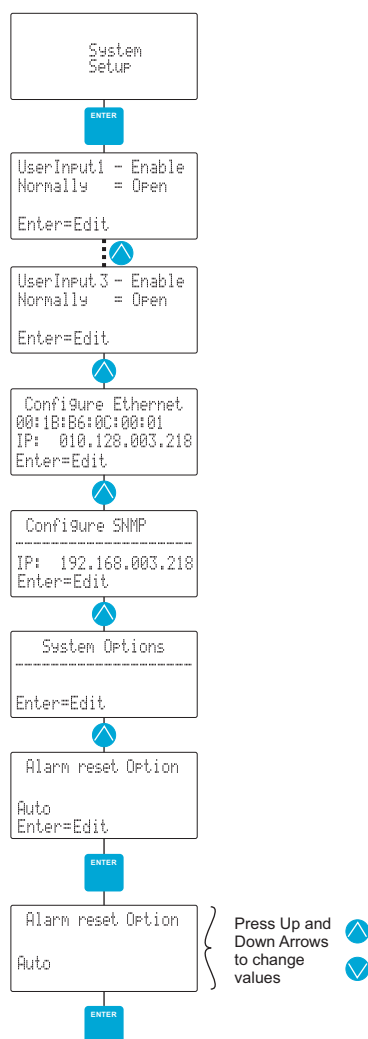 System
Setup
ENTER
UserInput1 - Enable
Normally = Open
Enter=Edit
UserInput 3 - Enable
Normally = Open
Enter=Edit
Configure Ethernet
00:1B:B6:0C:00:01
IP: 010.128.003.218
Enter=Edit
Configure SNMP
IP: 192.168.003.218
Enter=Edit
System Options
Enter=Edit
Alarm reset Option
Auto
Enter=Edit
ENTER
Alarm reset Option
Auto
Press Up and
Down Arrows
to change
values
ENTER